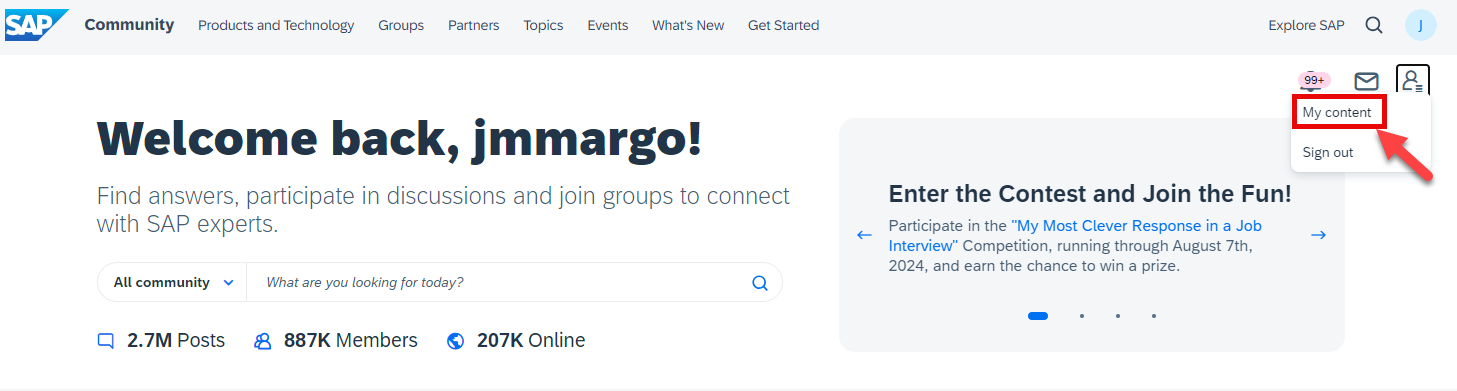 SAP Community Products and Technology Groups Partners Topics Events What's New Get Started Explore SAP J
99+
My content
Sign out
Welcome back, jmmargo!
Find answers, participate in discussions and join groups to connect
with SAP experts.
All community What are you looking for today?
2.7M Posts 887K Members 207K Online
Enter the Contest and Join the Fun!
Participate in the "My Most Clever Response in a Job
Interview" Competition, running through August 7th,
2024, and earn the chance to win a prize.